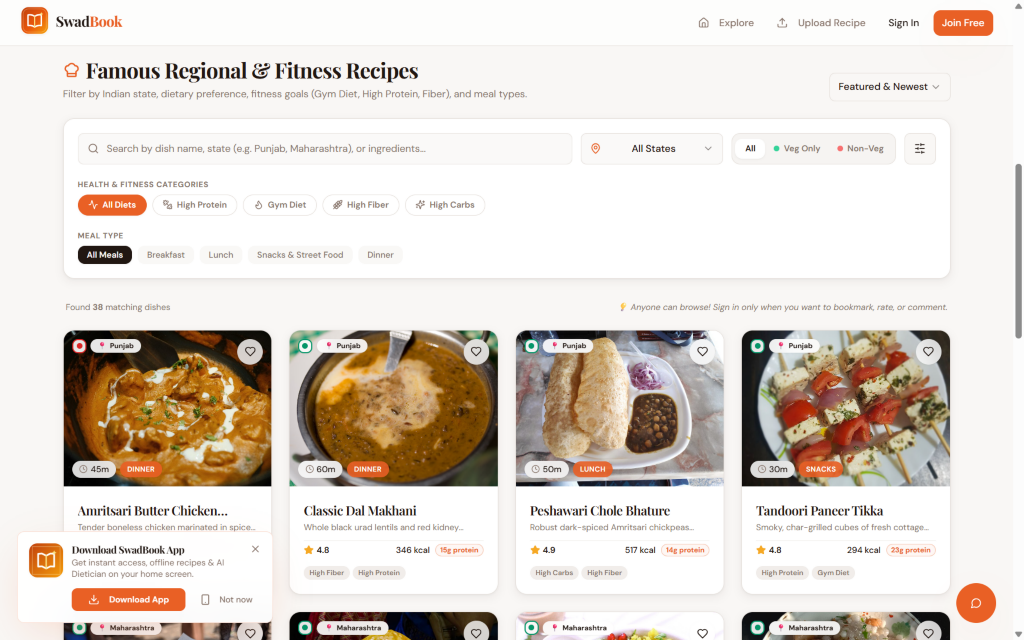 SwadBook
Explore
Upload Recipe
Sign In
Join Free
Famous Regional & Fitness Recipes
Filter by Indian state, dietary preference, fitness goals (Gym Diet, High Protein, Fiber), and meal types.
Featured & Newest
Search by dish name, state (e.g. Punjab, Maharashtra), or ingredients...
All States
All
Veg Only
Non-Veg
HEALTH & FITNESS CATEGORIES
All Diets
High Protein
Gym Diet
High Fiber
High Carbs
MEAL TYPE
All Meals
Breakfast
Lunch
Snacks & Street Food
Dinner
Found 38 matching dishes
Anyone can browse! Sign in only when you want to bookmark, rate, or comment.
Punjab
45m
DINNER
Amritsari Butter Chicken...
Tender boneless chicken marinated in spice...
Punjab
60m
DINNER
Classic Dal Makhani
Whole black urad lentils and red kidney...
4.8
346 kcal
15g protein
High Fiber
High Protein
Punjab
50m
LUNCH
Peshawari Chole Bhature
Robust dark-spiced Amritsari chickpeas...
4.9
517 kcal
14g protein
High Carbs
High Fiber
Punjab
30m
SNACKS
Tandoori Paneer Tikka
Smoky, char-grilled cubes of fresh cottage...
4.8
294 kcal
23g protein
High Protein
Gym Diet
Download SwadBook App
Get instant access, offline recipes & AI
Dietician on your home screen.
Download App
Not now
Maharashtra
Maharashtra
Maharashtra
Maharashtra